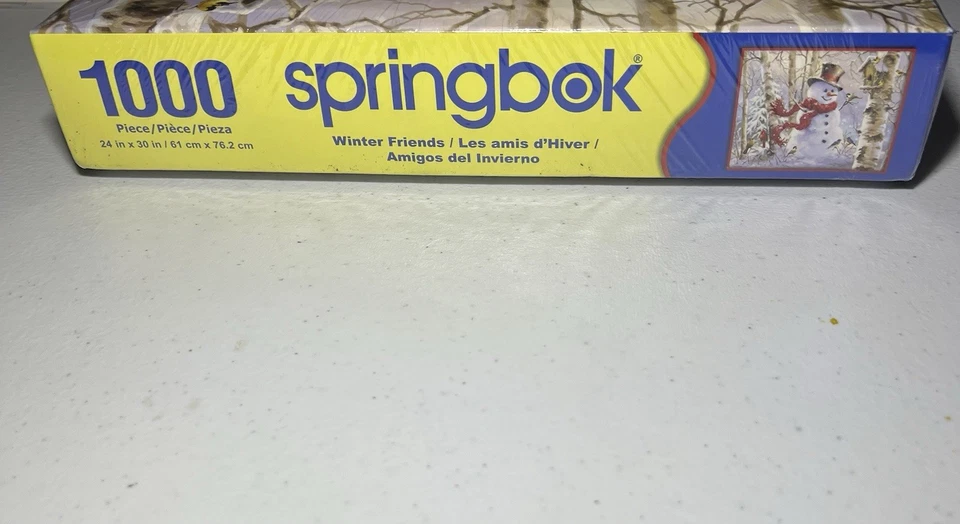 1000
Piece/Pièce/Pieza
24 in x 30 in / 61 cm x 76.2 cm
springbok®
Winter Friends / Les amis d'Hiver /
Amigos del Invierno